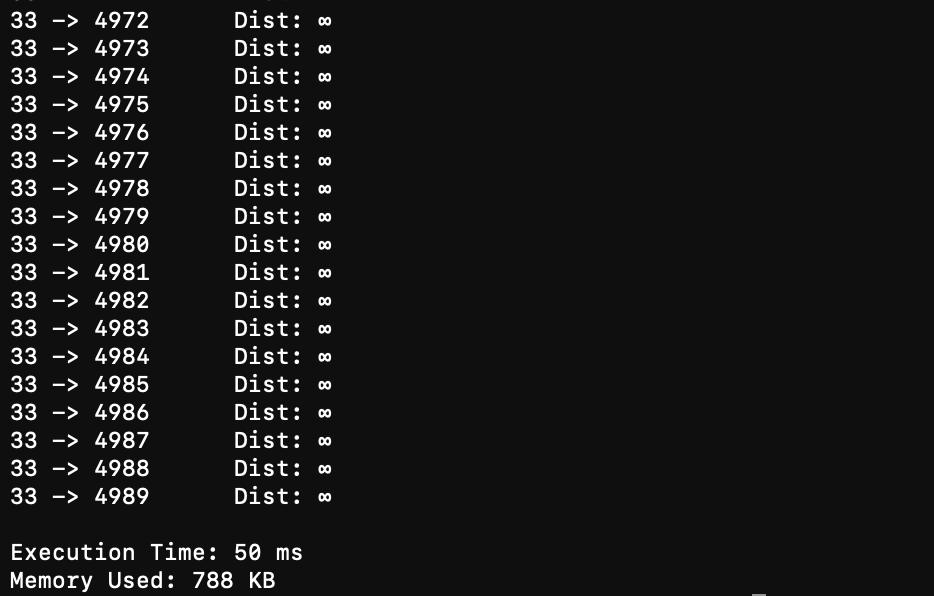 33 -> 4972      Dist: ∞
33 -> 4973      Dist: ∞
33 -> 4974      Dist: ∞
33 -> 4975      Dist: ∞
33 -> 4976      Dist: ∞
33 -> 4977      Dist: ∞
33 -> 4978      Dist: ∞
33 -> 4979      Dist: ∞
33 -> 4980      Dist: ∞
33 -> 4981      Dist: ∞
33 -> 4982      Dist: ∞
33 -> 4983      Dist: ∞
33 -> 4984      Dist: ∞
33 -> 4985      Dist: ∞
33 -> 4986      Dist: ∞
33 -> 4987      Dist: ∞
33 -> 4988      Dist: ∞
33 -> 4989      Dist: ∞
Execution Time: 50 ms
Memory Used: 788 KB